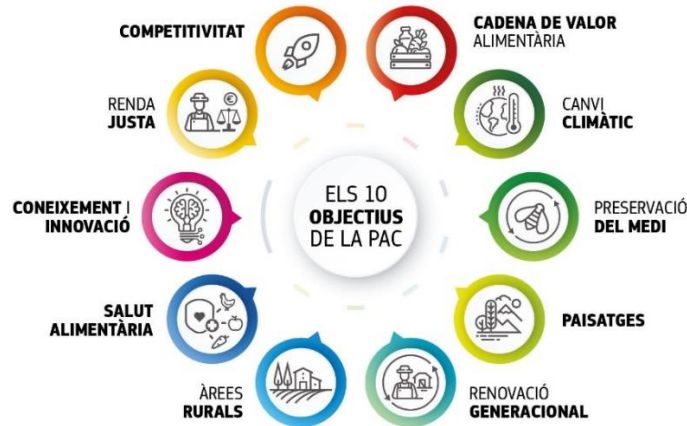 ELS 10
OBJECTIUS
DE LA PAC
COMPETITIVITAT
CADENA DE VALOR
ALIMENTÀRIA
CANVI
CLIMÀTIC
PRESERVACIÓ
DEL MEDI
PAISATGES
RENOVACIÓ
GENERACIONAL
ÀREES
RURALS
SALUT
ALIMENTÀRIA
CONEIXEMENT I
INNOVACIÓ
RENDA
JUSTA
€